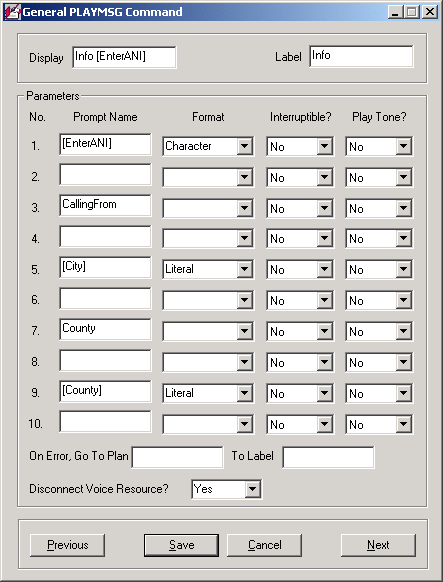 General PLAYMSG Command
Display Info [EnterANI] Label Info
Parameters
No. Prompt Name Format Interruptible? Play Tone?
1. [EnterANI] Character No No
2. No No
3. CallingFrom No No
4. No No
5. [City] Literal No No
6. No No
7. County No No
8. No No
9. [County] Literal No No
10. No No
On Error, Go To Plan To Label
Disconnect Voice Resource? Yes
Previous Save Cancel Next